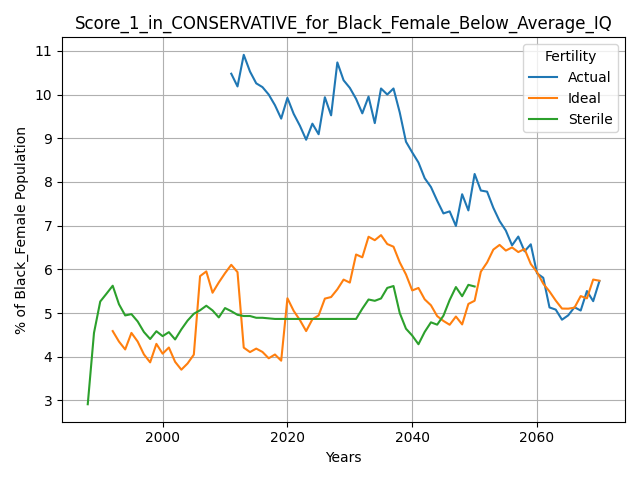 Score_1_in_CONSERVATIVE_for_Black_Female_Below_Average_IQ
% of Black_Female Population
11
10
9
8
7
6
5
4
3
Fertility
Actual
Ideal
Sterile
2000 2020 2040 2060
Years